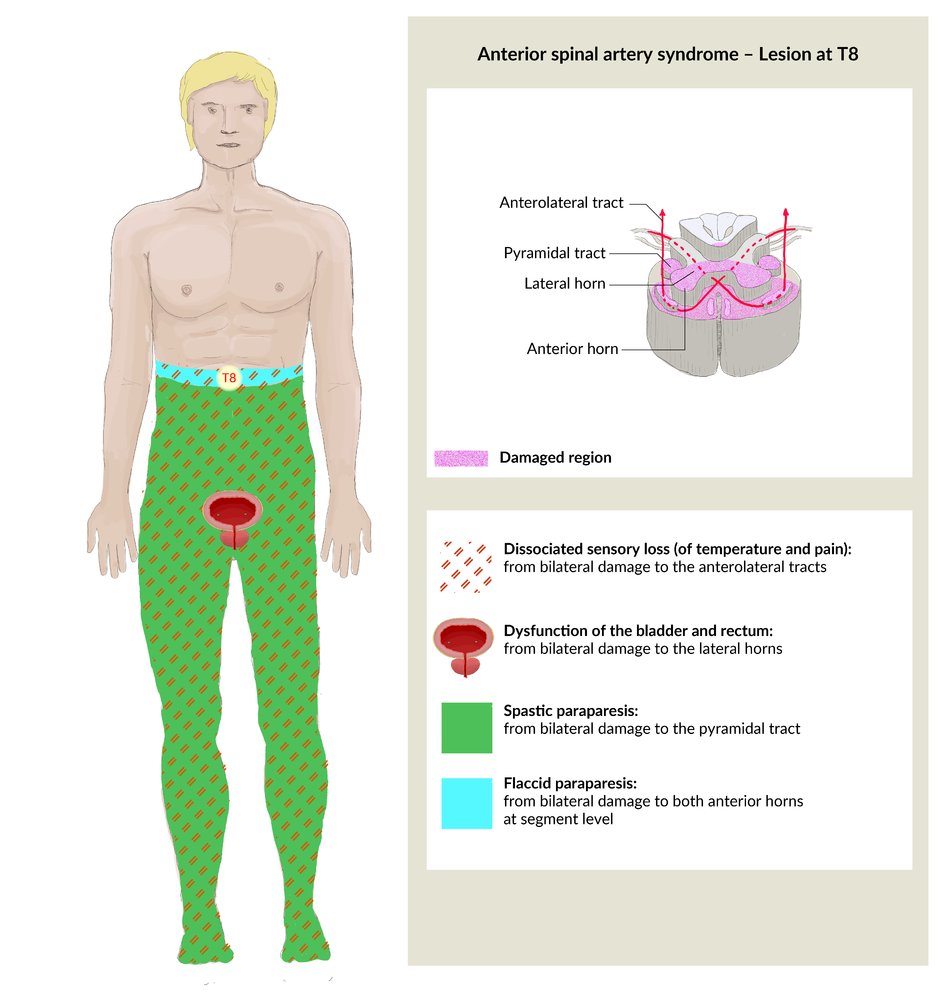 Anterior spinal artery syndrome – Lesion at T8
Anterolateral tract
Pyramidal tract
Lateral horn
Anterior horn
Damaged region
T8
Dissociated sensory loss (of temperature and pain):
from bilateral damage to the anterolateral tracts
Dysfunction of the bladder and rectum:
from bilateral damage to the lateral horns
Spastic paraparesis:
from bilateral damage to the pyramidal tract
Flaccid paraparesis:
from bilateral damage to both anterior horns
at segment level